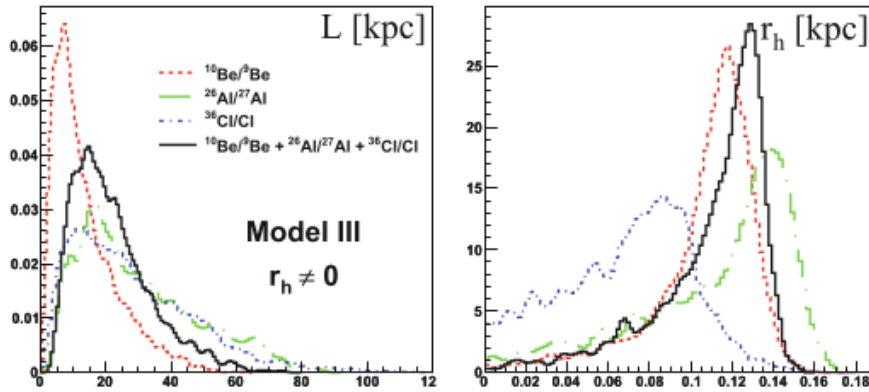 L [kpc]
0.06
0.05
0.04
0.03
0.02
0.01
0
¹⁰Be/⁹Be
²⁶Al/²⁷Al
³⁶Cl/Cl
¹⁰Be/⁹Be + ²⁶Al/²⁷Al + ³⁶Cl/Cl
Model III
r_h ≠ 0
0 20 40 60 80 100 12
r_h [kpc]
25
20
15
10
5
0
0 0.02 0.04 0.06 0.08 0.10 0.12 0.14 0.16 0.18